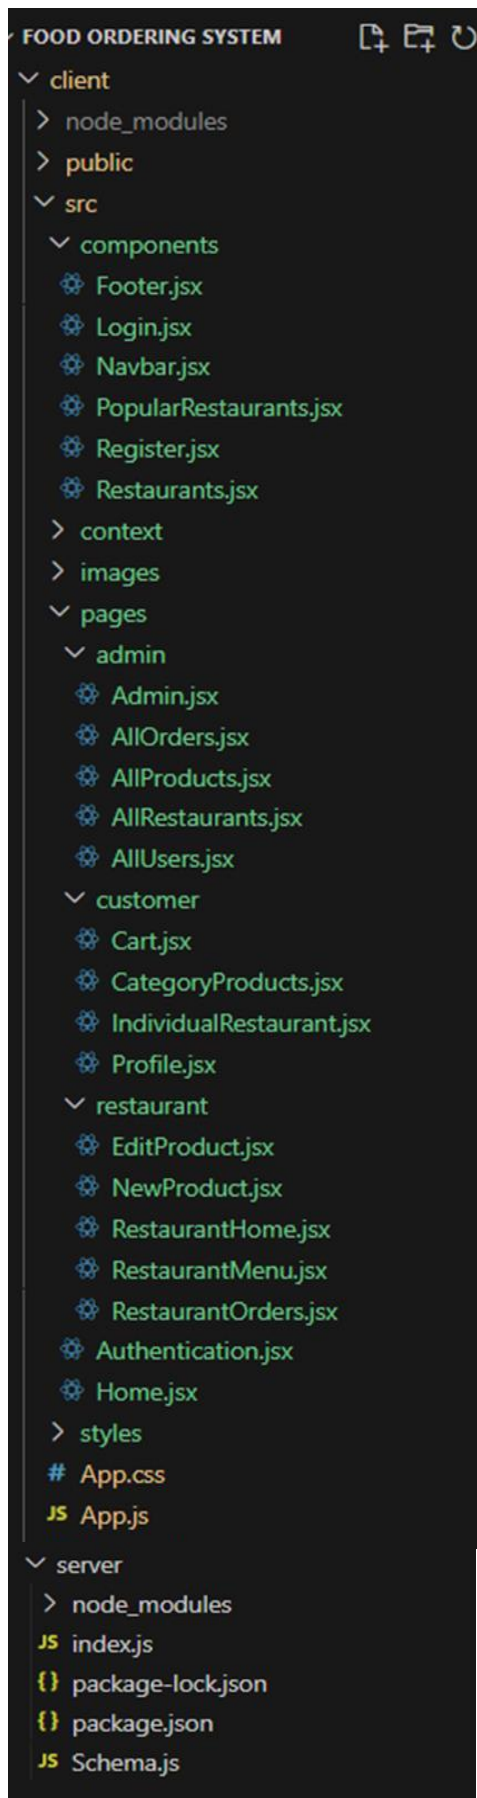 FOOD ORDERING SYSTEM
client
node_modules
public
src
components
Footer.jsx
Login.jsx
Navbar.jsx
PopularRestaurants.jsx
Register.jsx
Restaurants.jsx
context
images
pages
admin
Admin.jsx
AllOrders.jsx
AllProducts.jsx
AllRestaurants.jsx
AllUsers.jsx
customer
Cart.jsx
CategoryProducts.jsx
IndividualRestaurant.jsx
Profile.jsx
restaurant
EditProduct.jsx
NewProduct.jsx
RestaurantHome.jsx
RestaurantMenu.jsx
RestaurantOrders.jsx
Authentication.jsx
Home.jsx
styles
# App.css
JS App.js
server
node_modules
JS index.js
{} package-lock.json
{} package.json
JS Schema.js